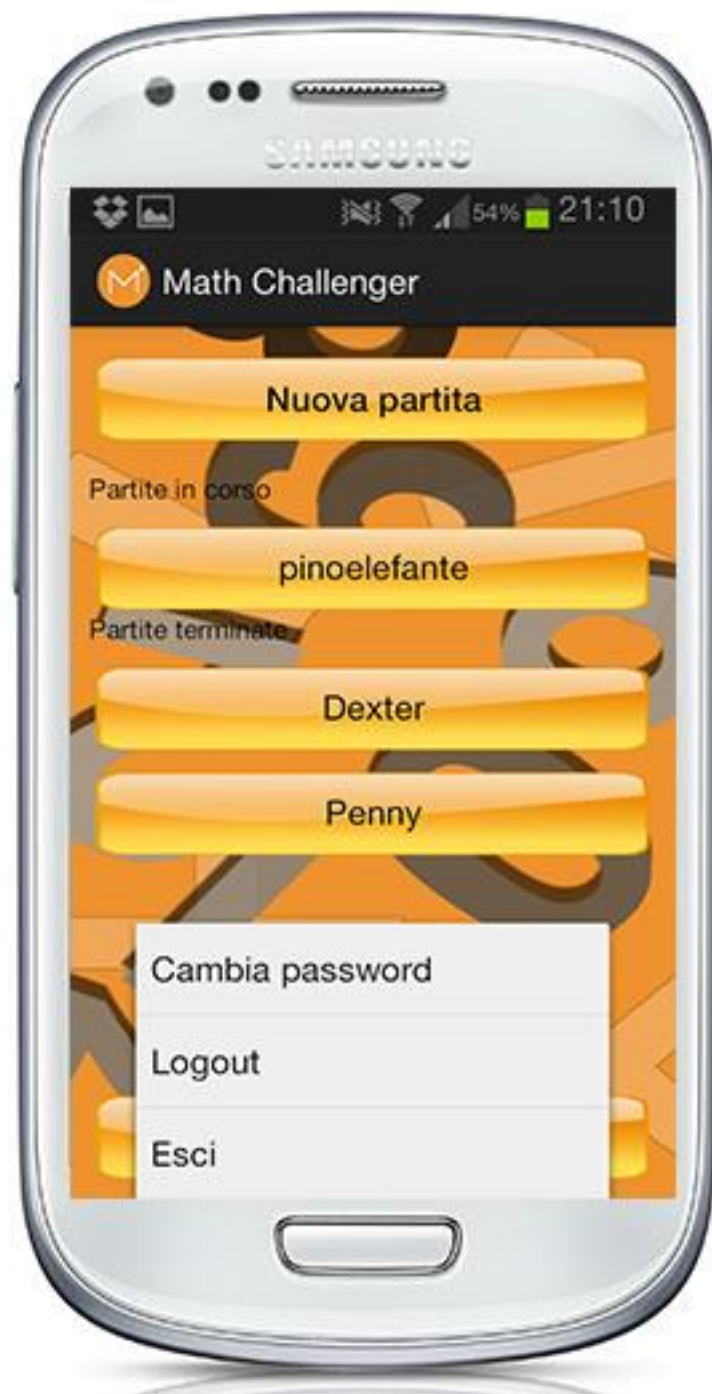 SAMSUNG
54% 21:10
Math Challenger
Nuova partita
Partite in corso
pinoelefante
Partite terminate
Dexter
Penny
Cambia password
Logout
Esci